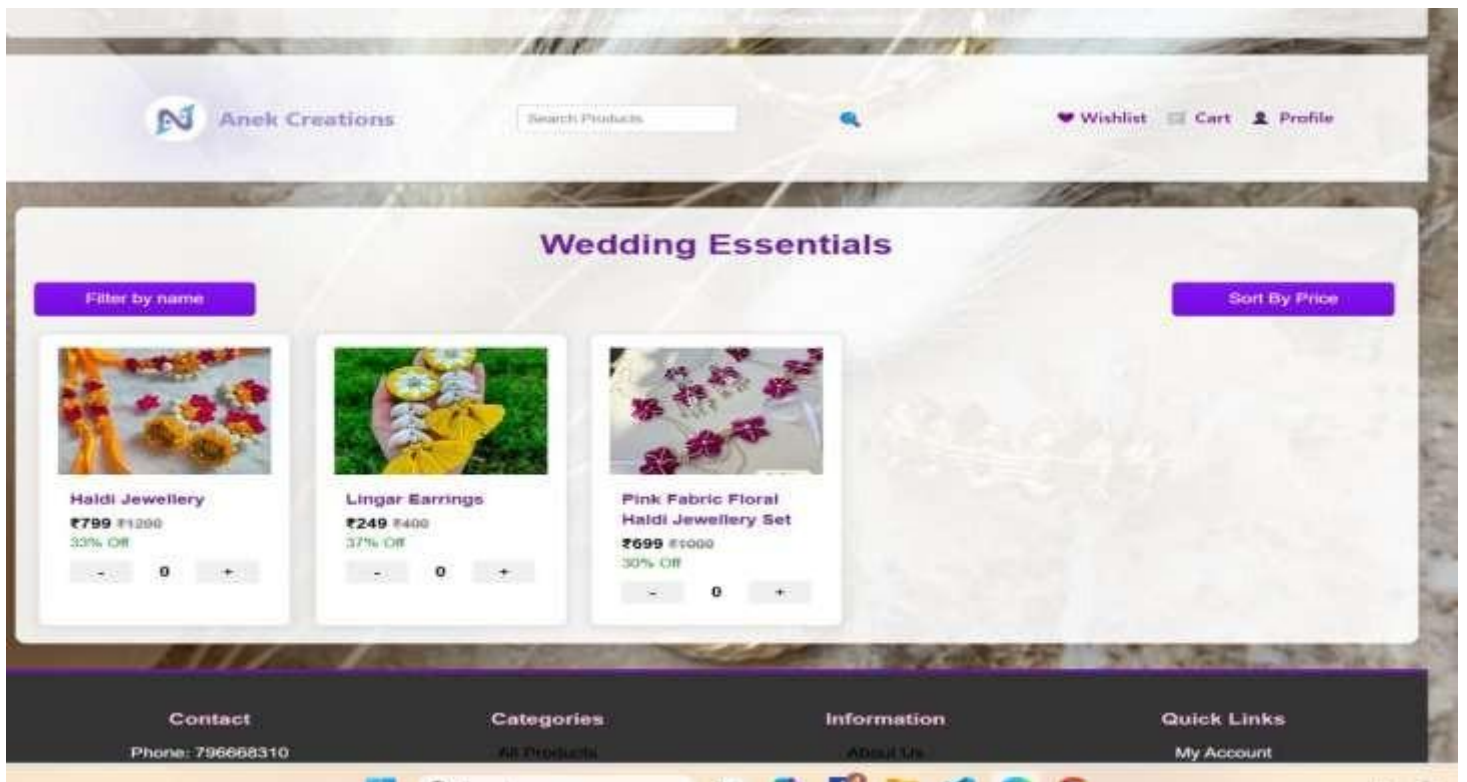 Anek Creations
Search Products
Wishlist Cart Profile
Wedding Essentials
Filter by name
Sort By Price
Haldi Jewellery
₹799 ₹1200
33% Off
- 0 +
Lingar Earrings
₹249 ₹400
37% Off
- 0 +
Pink Fabric Floral
Haldi Jewellery Set
₹699 ₹1000
30% Off
- 0 +
Contact
Phone: 796668310
Categories
All Products
Information
About Us
Quick Links
My Account